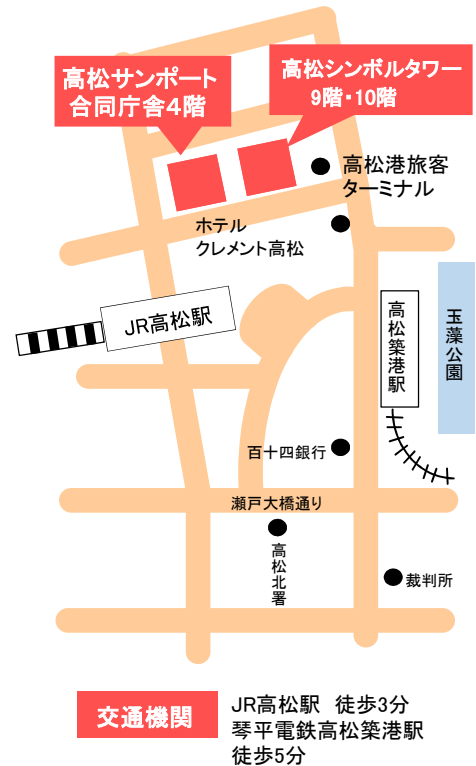 高松サンポート
合同庁舎4階
高松シンボルタワー
9階・10階
高松港旅客
ターミナル
ホテル
クレメント高松
JR高松駅
高松築港駅
玉藻公園
百十四銀行
瀬戸大橋通り
高松北署
裁判所
交通機関
JR高松駅 徒歩3分
琴平電鉄高松築港駅
徒歩5分